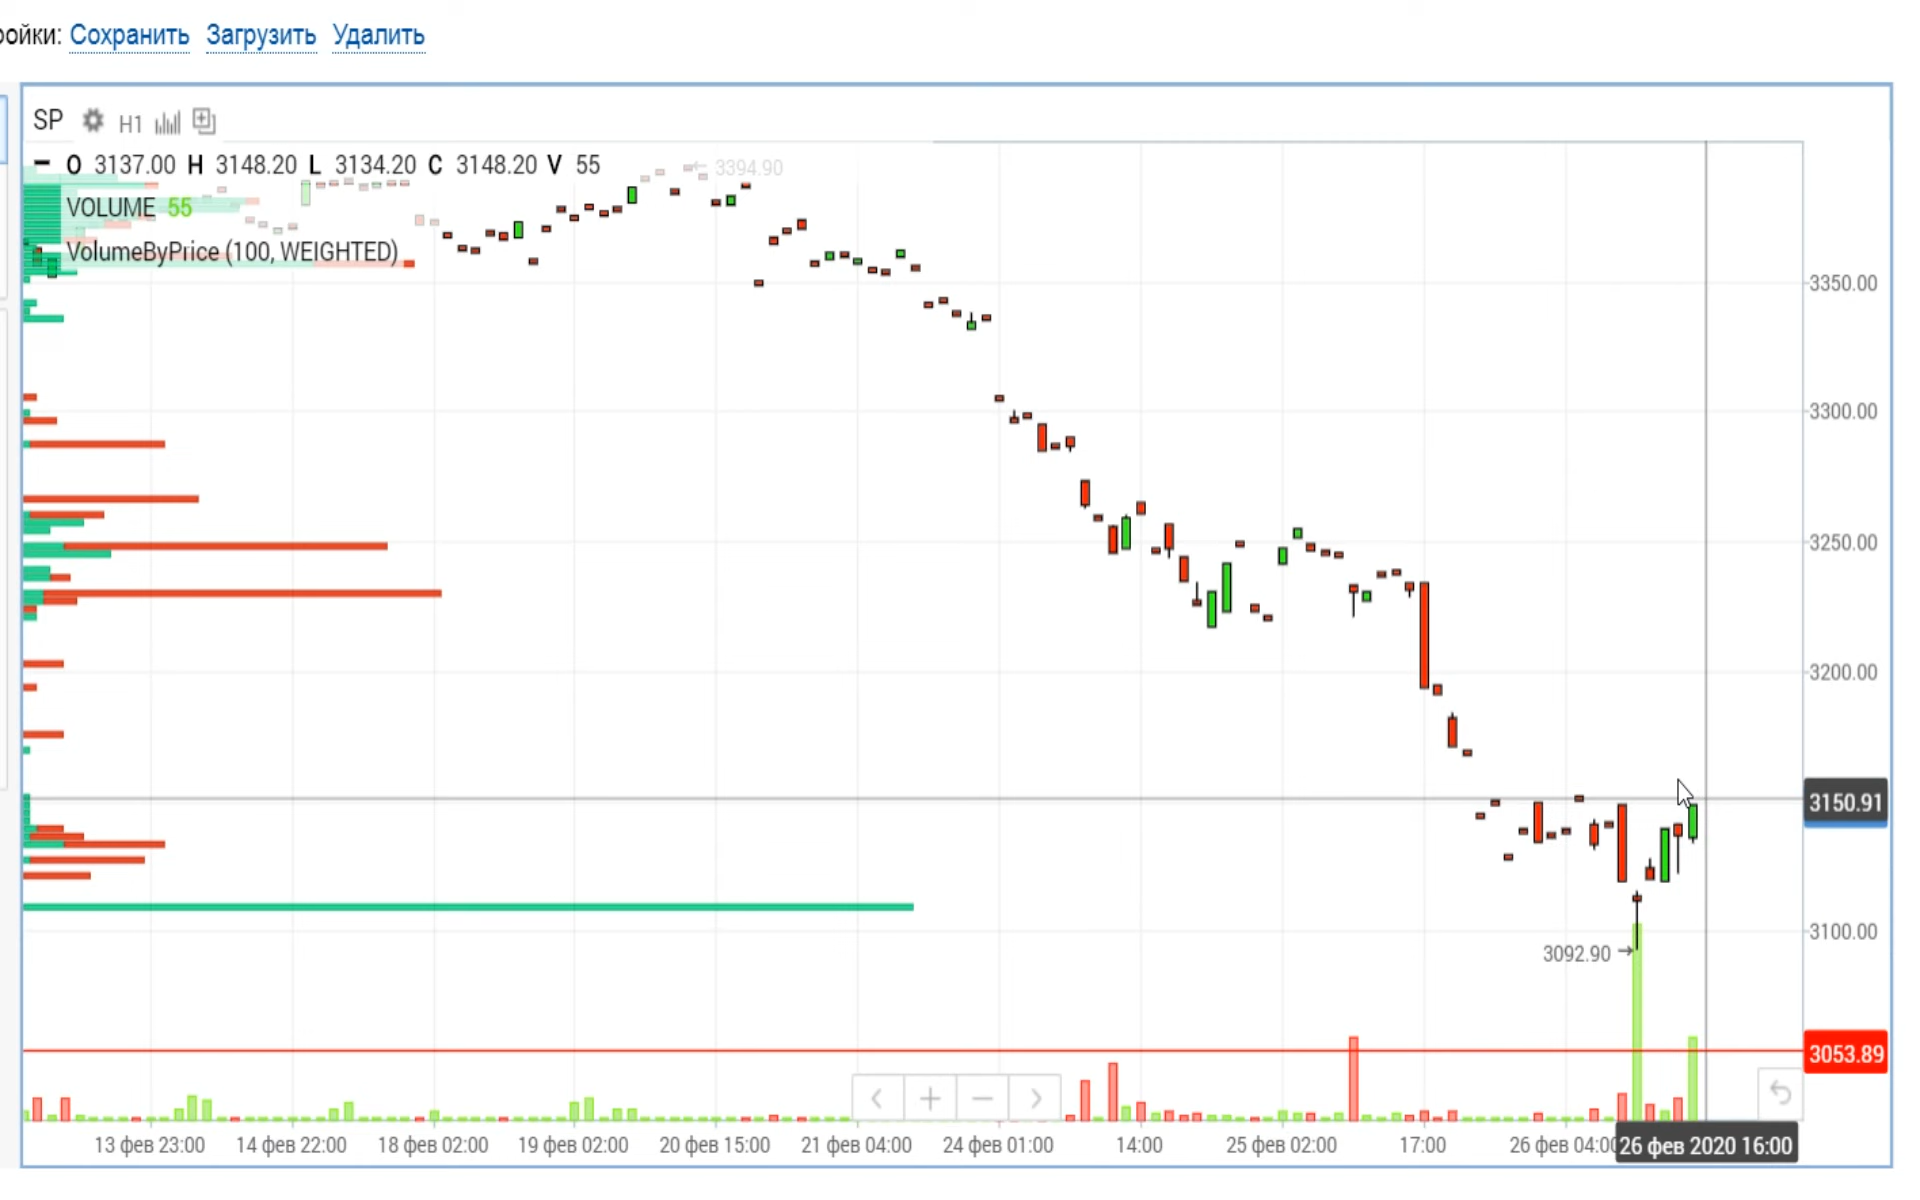 ройки: Сохранить Загрузить Удалить
SP H1
O 3137.00 H 3148.20 L 3134.20 C 3148.20 V 55
3394.90
VOLUME 55
VolumeByPrice (100, WEIGHTED)
3350.00
3300.00
3250.00
3200.00
3150.91
3100.00
3092.90
3053.89
13 фев 23:00 14 фев 22:00 18 фев 02:00 19 фев 02:00 20 фев 15:00 21 фев 04:00 24 фев 01:00 14:00 25 фев 02:00 17:00 26 фев 04:00 26 фев 2020 16:00